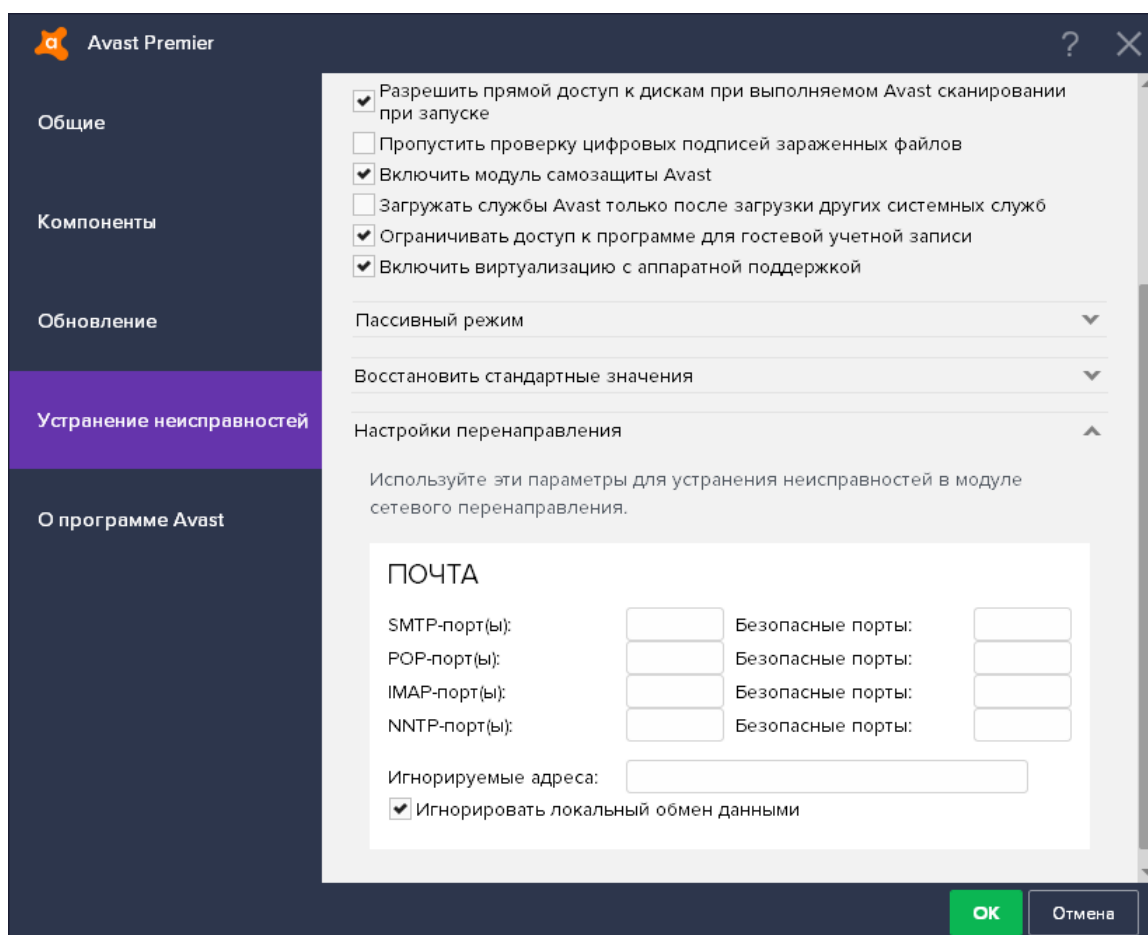 Avast Premier
?
Общие
Компоненты
Обновление
Устранение неисправностей
О программе Avast
Разрешить прямой доступ к дискам при выполняемом Avast сканировании
при запуске
Пропустить проверку цифровых подписей зараженных файлов
Включить модуль самозащиты Avast
Загружать службы Avast только после загрузки других системных служб
Ограничивать доступ к программе для гостевой учетной записи
Включить виртуализацию с аппаратной поддержкой
Пассивный режим
Восстановить стандартные значения
Настройки перенаправления
Используйте эти параметры для устранения неисправностей в модуле
сетевого перенаправления.
ПОЧТА
SMTP-порт(ы): Безопасные порты:
POP-порт(ы): Безопасные порты:
IMAP-порт(ы): Безопасные порты:
NNTP-порт(ы): Безопасные порты:
Игнорируемые адреса:
Игнорировать локальный обмен данными
ОК Отмена